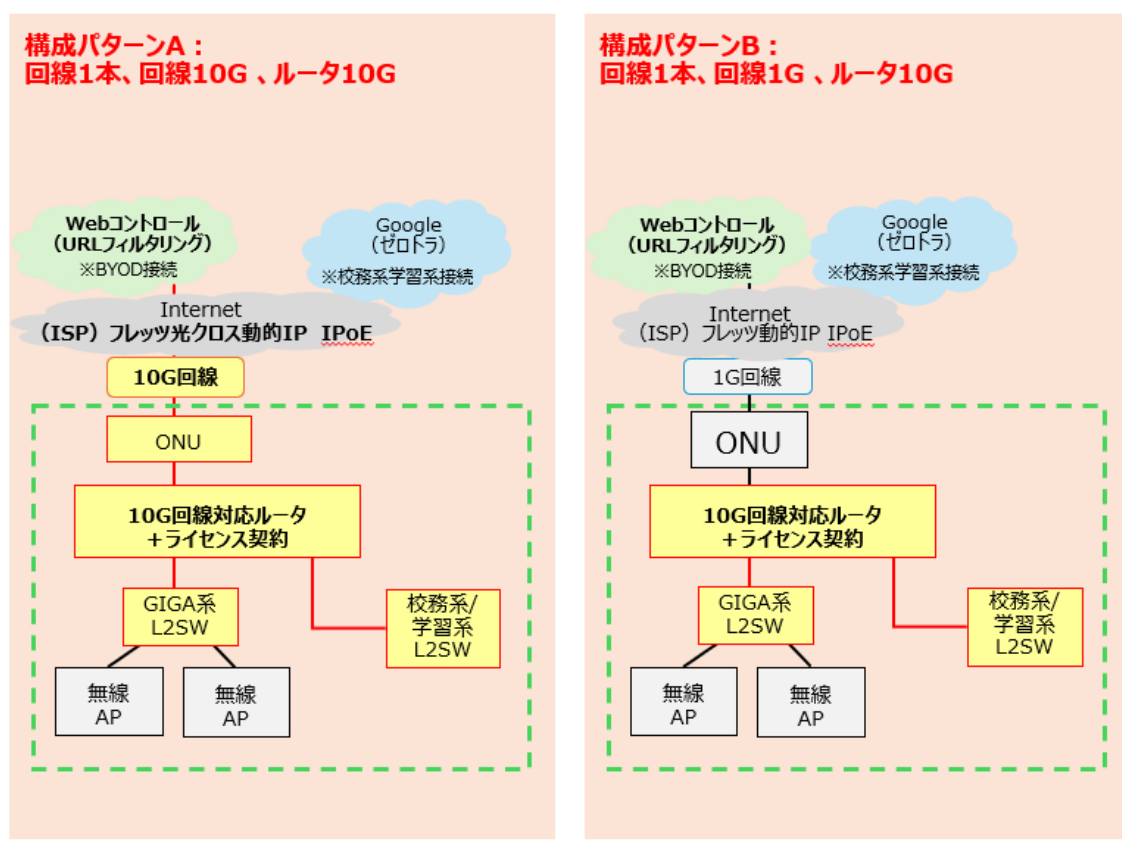 構成パターンA：
回線1本、回線10G 、ルータ10G
Webコントロール
（URLフィルタリング）
※BYOD接続
Google
（ゼロトラ）
※校務系学習系接続
Internet
（ISP）フレッツ光クロス動的IP IPoE
10G回線
ONU
10G回線対応ルータ
＋ライセンス契約
GIGA系
L2SW
校務系/
学習系
L2SW
無線
AP
無線
AP
構成パターンB：
回線1本、回線1G 、ルータ10G
Webコントロール
（URLフィルタリング）
※BYOD接続
Google
（ゼロトラ）
※校務系学習系接続
Internet
（ISP）フレッツ動的IP IPoE
1G回線
ONU
10G回線対応ルータ
＋ライセンス契約
GIGA系
L2SW
校務系/
学習系
L2SW
無線
AP
無線
AP